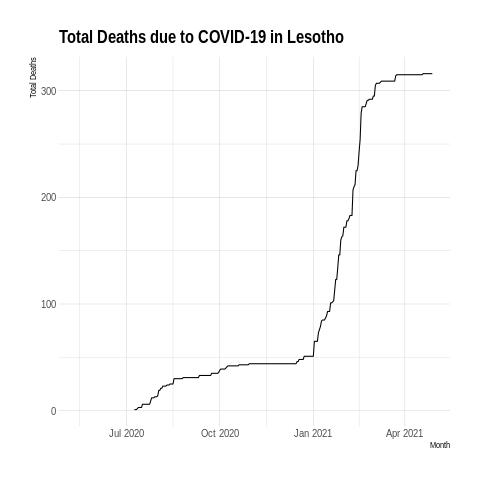 Total Deaths due to COVID-19 in Lesotho
Total Deaths
300
200
100
0
Jul 2020 Oct 2020 Jan 2021 Apr 2021
Month